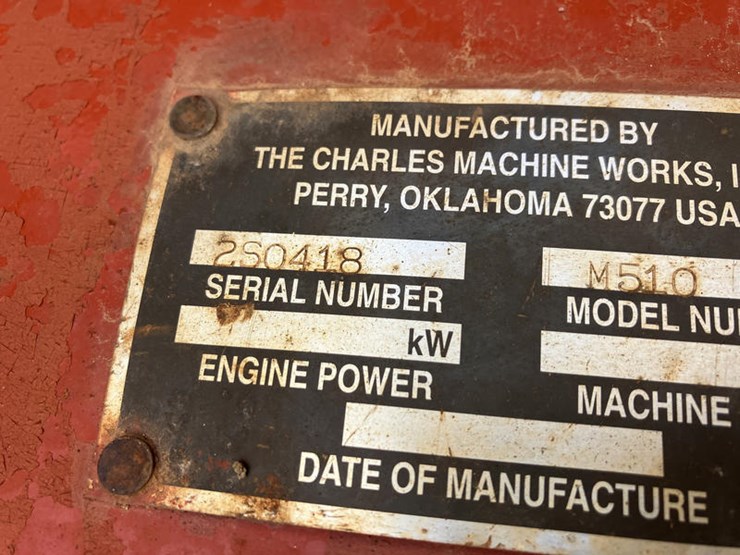 MANUFACTURED BY
THE CHARLES MACHINE WORKS, I
PERRY, OKLAHOMA 73077 USA
2S0418 M510
SERIAL NUMBER MODEL NU
kW
ENGINE POWER MACHINE
DATE OF MANUFACTURE